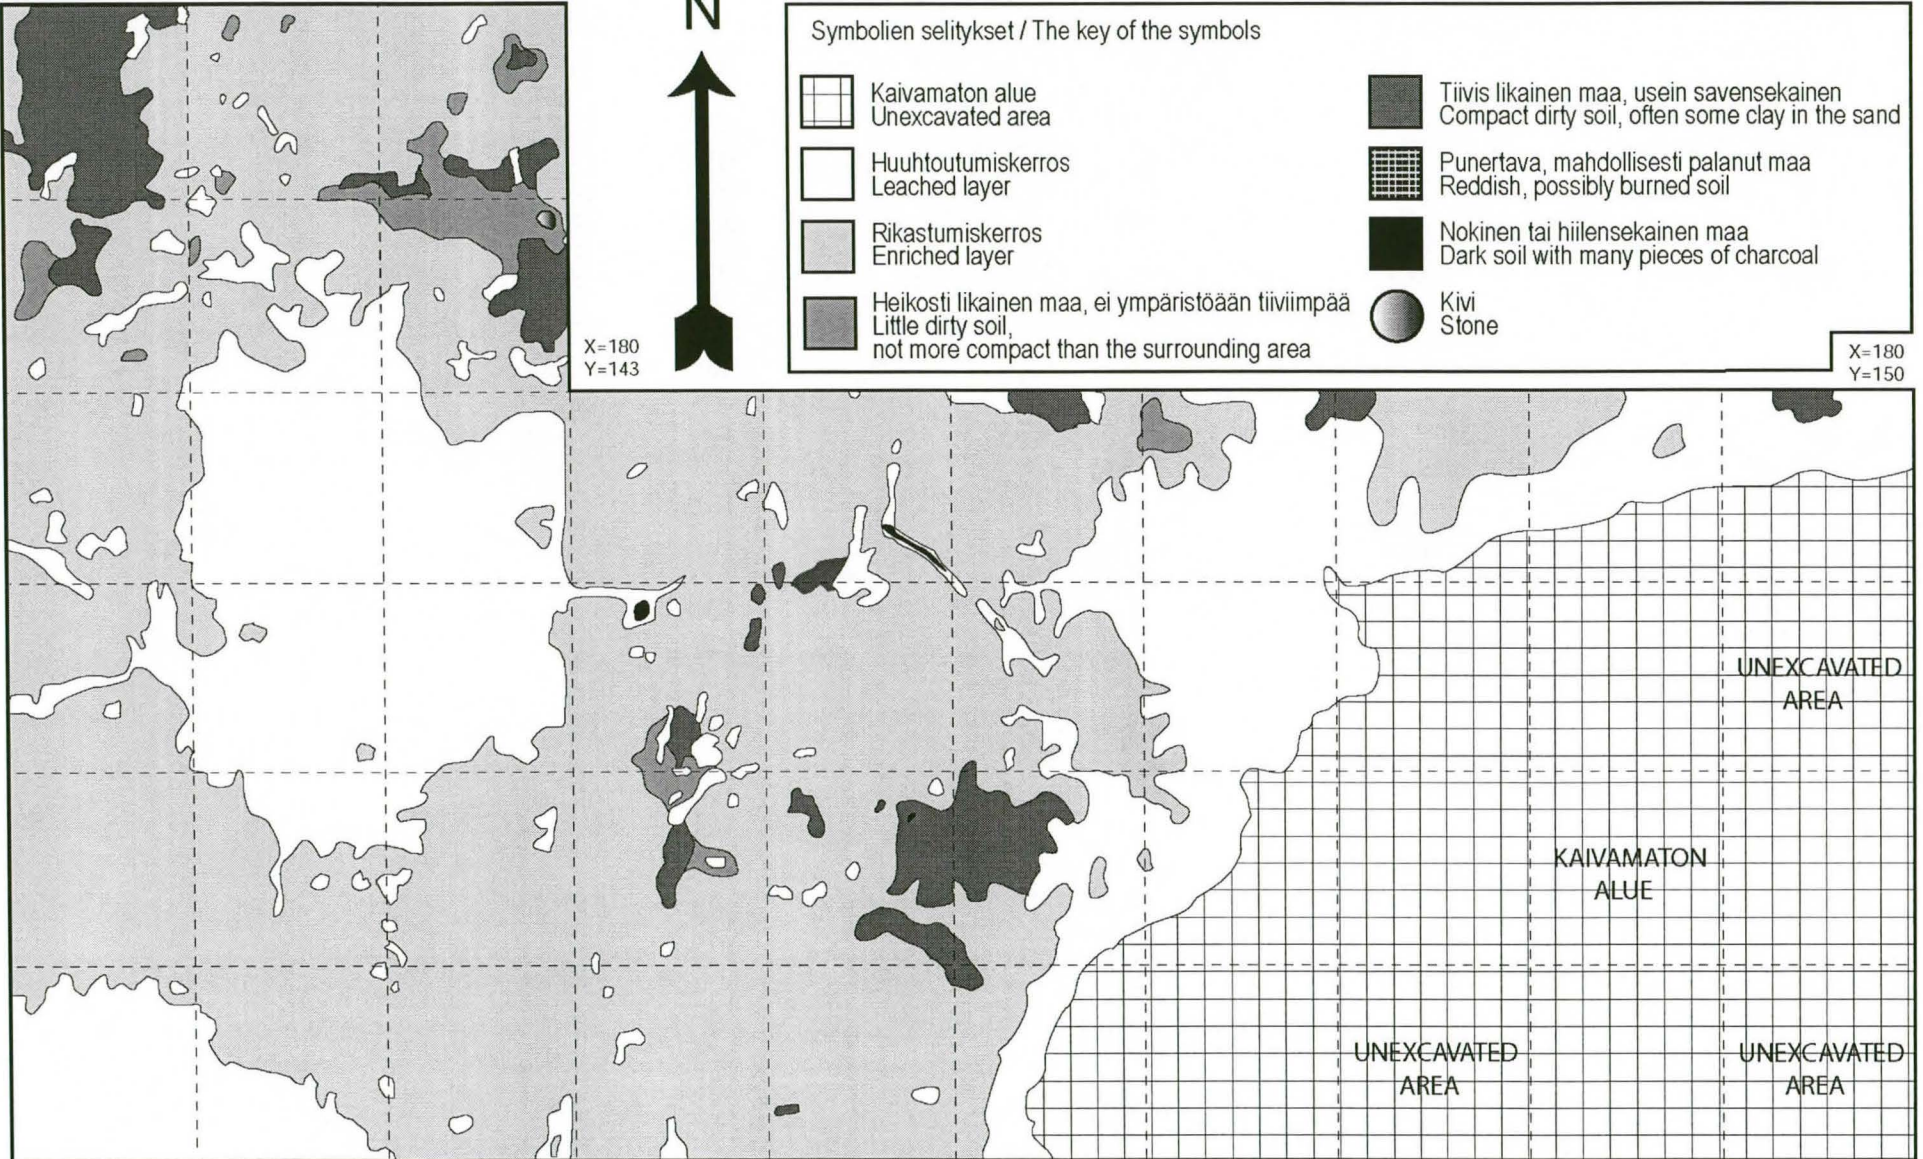 N
Symbolien selitykset / The key of the symbols
Kaivamaton alue
Unexcavated area
Huuhtoutumiskerros
Leached layer
Rikastumiskerros
Enriched layer
Heikosti likainen maa, ei ympäristöään tiiviimpää
Little dirty soil,
not more compact than the surrounding area
Tiivis likainen maa, usein savensekainen
Compact dirty soil, often some clay in the sand
Punertava, mahdollisesti palanut maa
Reddish, possibly burned soil
Nokinen tai hiilensekainen maa
Dark soil with many pieces of charcoal
Kivi
Stone
X=180
Y=143
X=180
Y=150
UNEXCAVATED
AREA
KAIVAMATON
ALUE
UNEXCAVATED
AREA
UNEXCAVATED
AREA